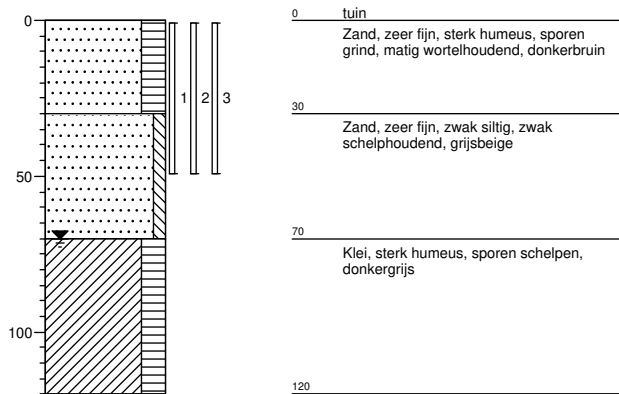 0
50
100
1 2 3
0 tuin
Zand, zeer fijn, sterk humeus, sporen
grind, matig wortelhoudend, donkerbruin
30
Zand, zeer fijn, zwak siltig, zwak
schelphoudend, grijsbeige
70
Klei, sterk humeus, sporen schelpen,
donkergrijs
120